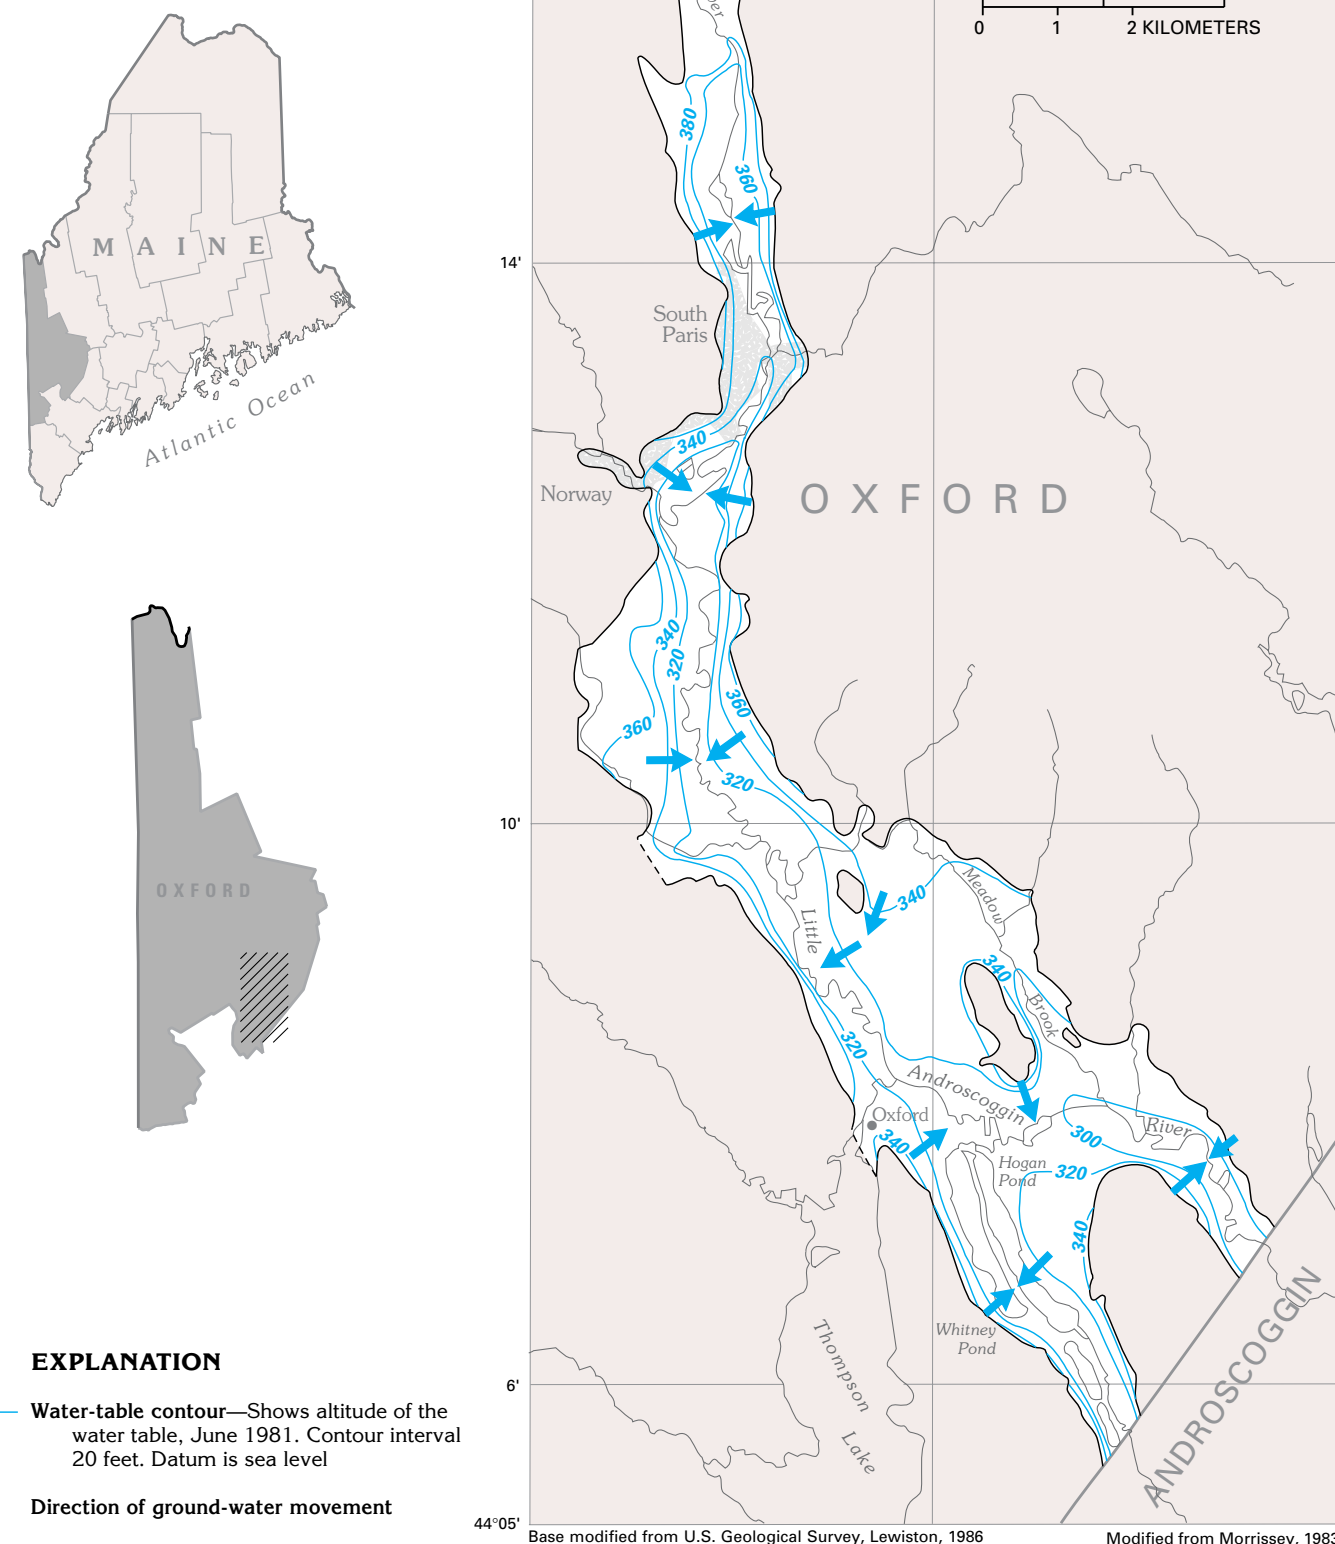 0 1 2 KILOMETERS
380
360
M A I N E
14'
South
Paris
Atlantic Ocean
340
Norway
OXFORD
340
320
360
360
320
10'
OXFORD
340
Meadow
Little
340
Brook
320
Androscoggin
Oxford
340
River
300
Hogan
Pond
320
340
ANDROSCOGGIN
Whitney
Pond
Thompson
Lake
EXPLANATION
6'
Water-table contour—Shows altitude of the
water table, June 1981. Contour interval
20 feet. Datum is sea level
Direction of ground-water movement
44°05'
Base modified from U.S. Geological Survey, Lewiston, 1986
Modified from Morrissey, 1983